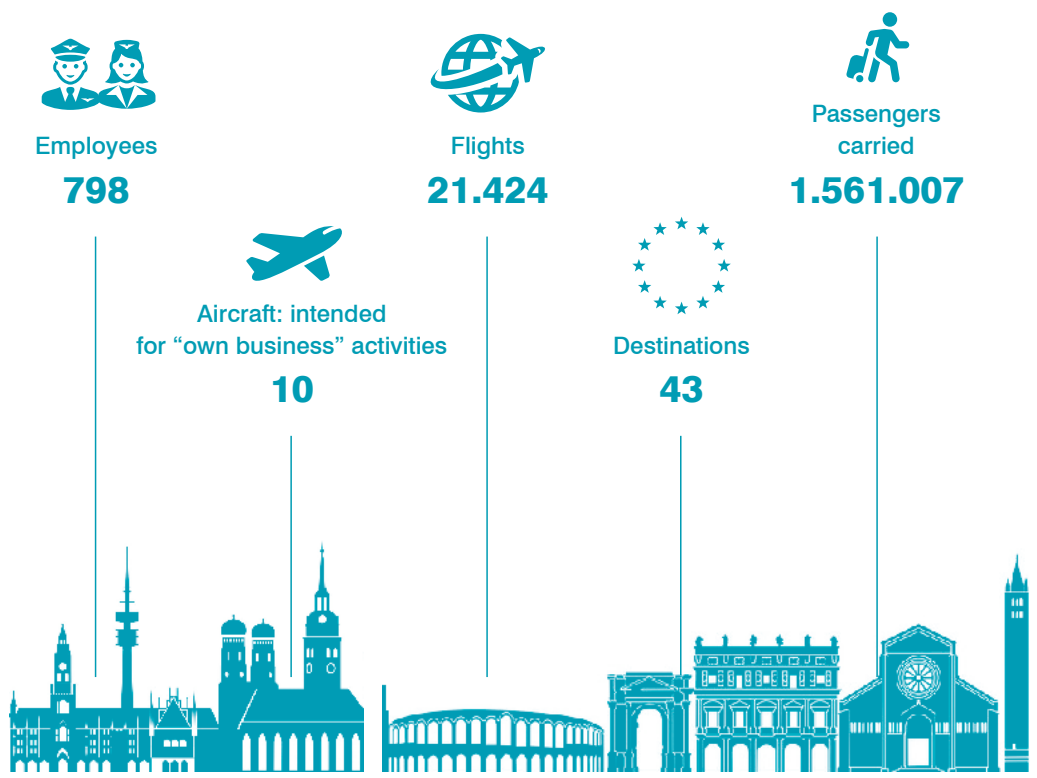 Employees
798
Flights
21.424
Passengers
carried
1.561.007
Aircraft: intended
for “own business” activities
10
Destinations
43